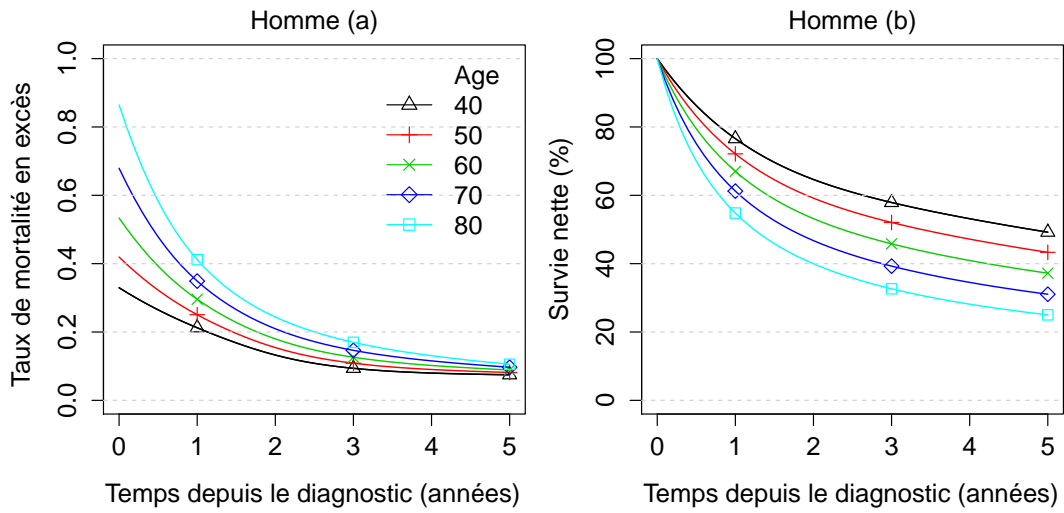 Homme (a)
Taux de mortalité en excès
1.0
0.8
0.6
0.4
0.2
0.0
Age
40
50
60
70
80
0 1 2 3 4 5
Temps depuis le diagnostic (années)
Homme (b)
Survie nette (%)
100
80
60
40
20
0
0 1 2 3 4 5
Temps depuis le diagnostic (années)